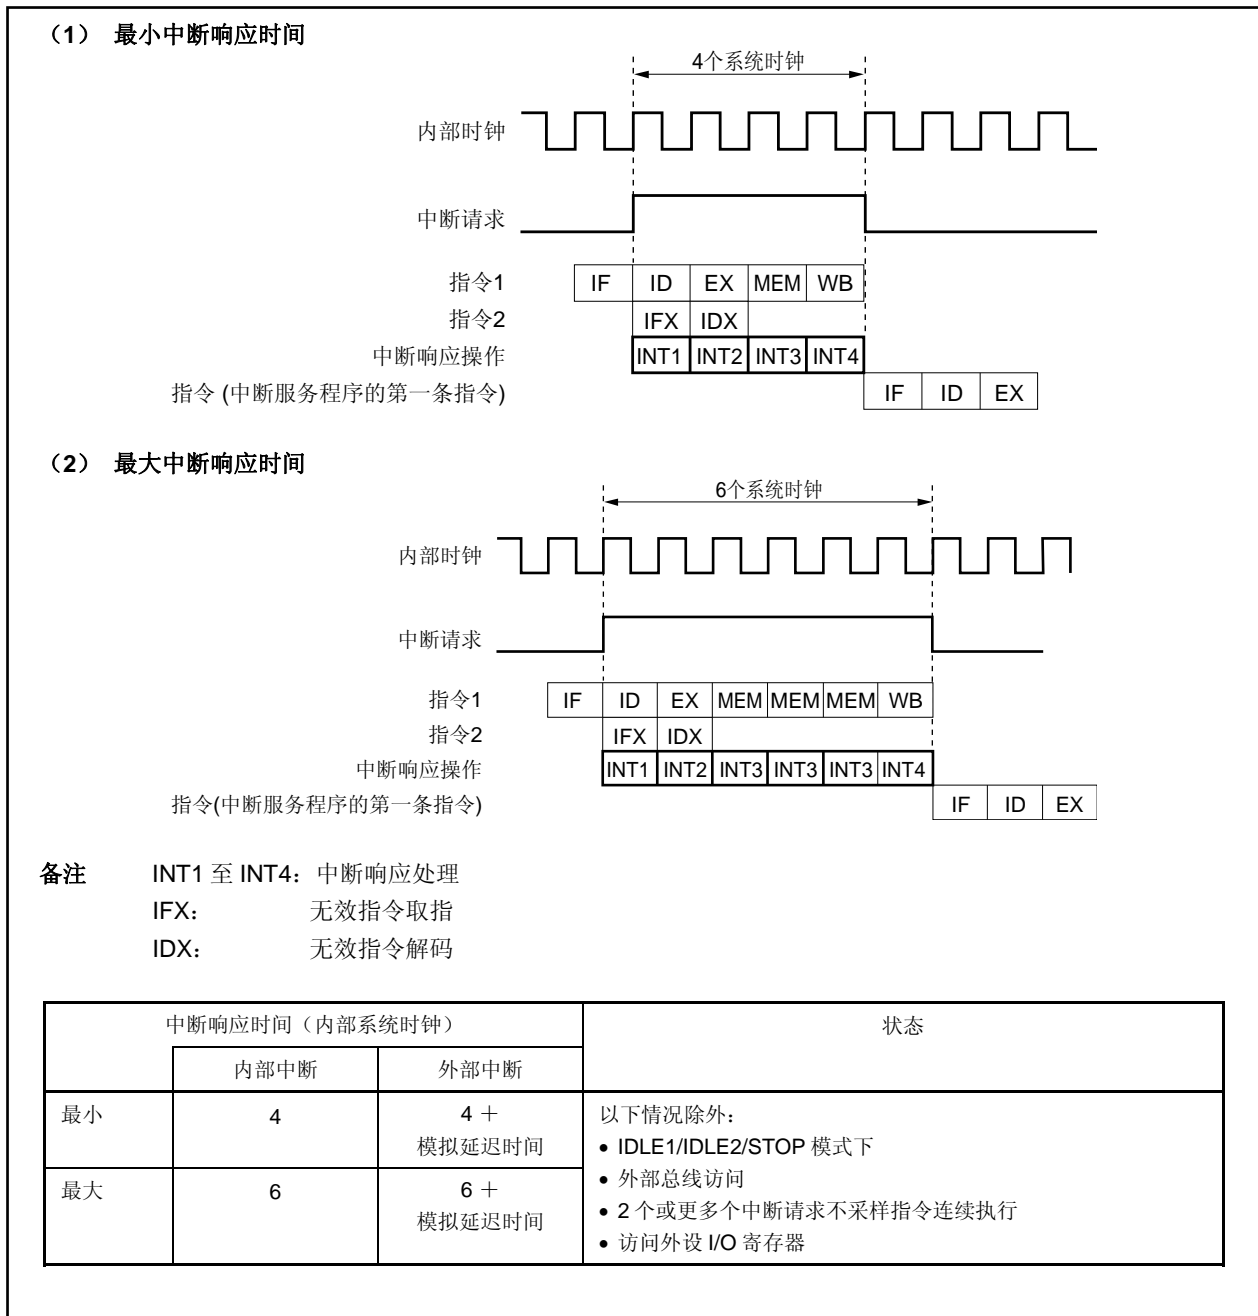 （1） 最小中断响应时间
4个系统时钟
内部时钟
中断请求
指令1 IF ID EX MEM WB
指令2 IFX IDX
中断响应操作 INT1 INT2 INT3 INT4
指令 (中断服务程序的第一条指令) IF ID EX
（2） 最大中断响应时间
6个系统时钟
内部时钟
中断请求
指令1 IF ID EX MEM MEM MEM WB
指令2 IFX IDX
中断响应操作 INT1 INT2 INT3 INT3 INT3 INT4
指令(中断服务程序的第一条指令) IF ID EX
备注 INT1 至 INT4：中断响应处理
IFX： 无效指令取指
IDX： 无效指令解码
中断响应时间（内部系统时钟） 状态
内部中断 外部中断
最小 4 4 ＋
模拟延迟时间
最大 6 6 ＋
模拟延迟时间
以下情况除外：
• IDLE1/IDLE2/STOP 模式下
• 外部总线访问
• 2 个或更多个中断请求不采样指令连续执行
• 访问外设 I/O 寄存器